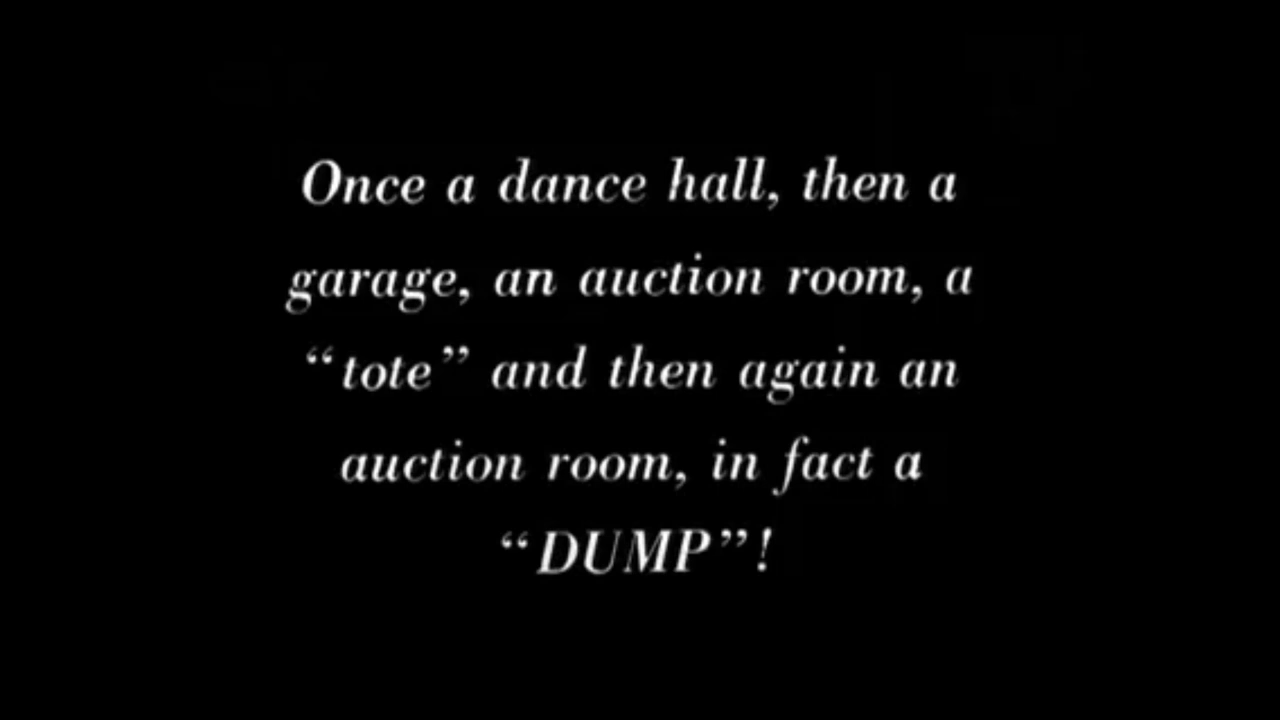 Once a dance hall, then a
garage, an auction room, a
“tote” and then again an
auction room, in fact a
“DUMP”!